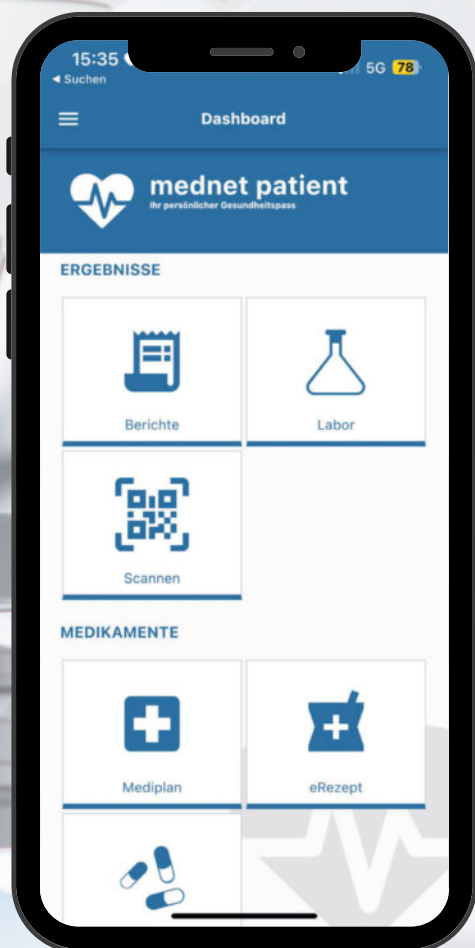 15:35
5G 78
◄ Suchen
Dashboard
mednet patient
Ihr persönlicher Gesundheitspass
ERGEBNISSE
Berichte
Labor
Scannen
MEDIKAMENTE
Mediplan
eRezept